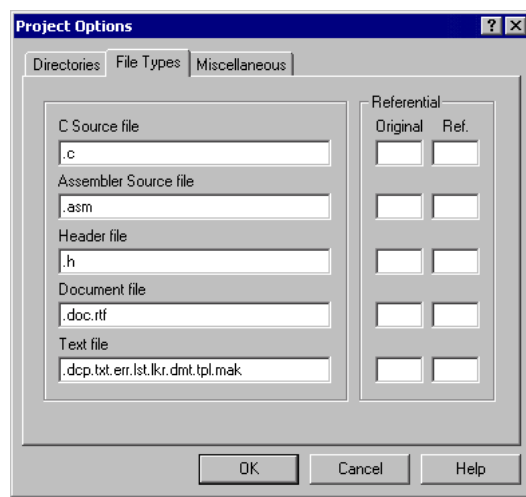 Project Options
Directories File Types Miscellaneous
Referential
C Source file Original Ref.
.c
Assembler Source file
.asm
Header file
.h
Document file
.doc.rtf
Text file
.dcp.txt.err.lst.lkr.dmt.tpl.mak
OK Cancel Help